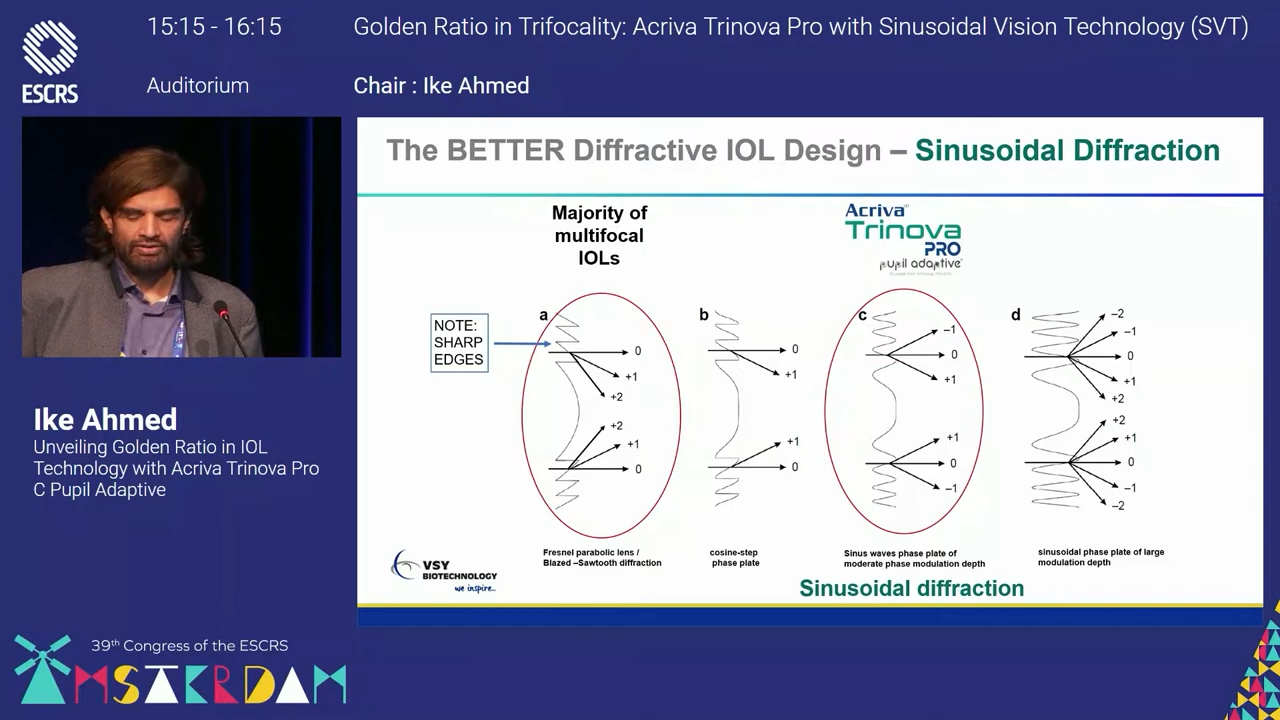 15:15 - 16:15
Golden Ratio in Trifocality: Acriva Trinova Pro with Sinusoidal Vision Technology (SVT)
ESCRS
Auditorium
Chair : Ike Ahmed
The BETTER Diffractive IOL Design – Sinusoidal Diffraction
Majority of
multifocal
IOLs
Acriva
Trinova
PRO
pupil adaptive
NOTE:
SHARP
EDGES
a
0
+1
+2
+2
+1
0
b
0
+1
+1
0
c
−1
0
+1
+1
0
−1
d
−2
−1
0
+1
+2
+2
+1
0
−1
−2
Fresnel parabolic lens /
Blazed –Sawtooth diffraction
cosine-step
phase plate
Sinus waves phase plate of
moderate phase modulation depth
sinusoidal phase plate of large
modulation depth
Sinusoidal diffraction
VSY
BIOTECHNOLOGY
we inspire...
Ike Ahmed
Unveiling Golden Ratio in IOL
Technology with Acriva Trinova Pro
C Pupil Adaptive
39th Congress of the ESCRS
AMSTERDAM